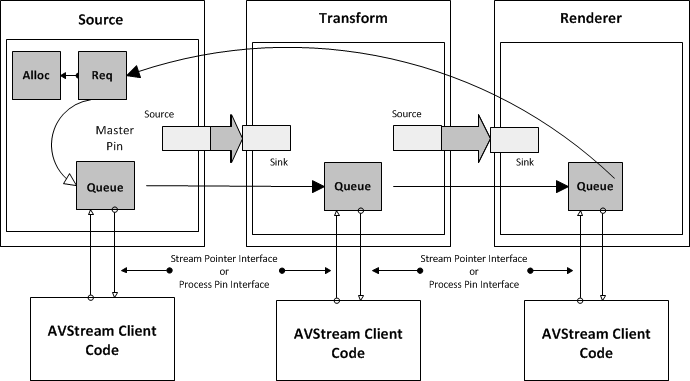 Source
Transform
Renderer
Alloc
Req
Source
Source
Master
Pin
Sink
Sink
Queue
Queue
Queue
Stream Pointer Interface
or
Process Pin Interface
Stream Pointer Interface
or
Process Pin Interface
AVStream Client
Code
AVStream Client
Code
AVStream Client
Code